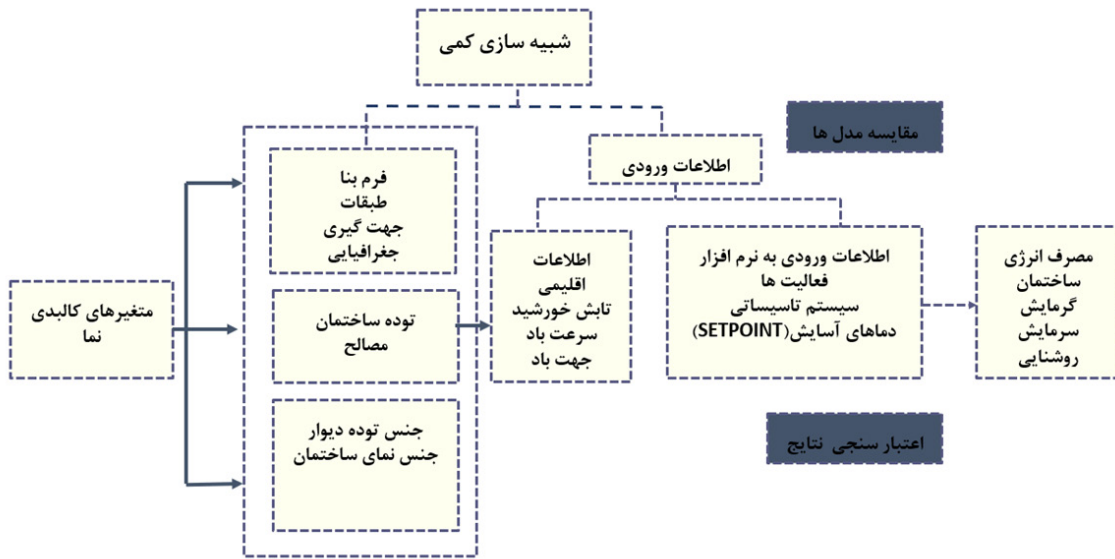 شبیه سازی کمی
مقایسه مدل ها
اطلاعات ورودی
فرم بنا
طبقات
جهت گیری
جغرافیایی
متغیرهای کالبدی
نما
توده ساختمان
مصالح
جنس توده دیوار
جنس نمای ساختمان
اطلاعات
اقلیمی
تابش خورشید
سرعت باد
جهت باد
اطلاعات ورودی به نرم افزار
فعالیت ها
سیستم تاسیساتی
دماهای آسایش(SETPOINT)
مصرف انرژی
ساختمان
گرمایش
سرمایش
روشنایی
اعتبار سنجی نتایج